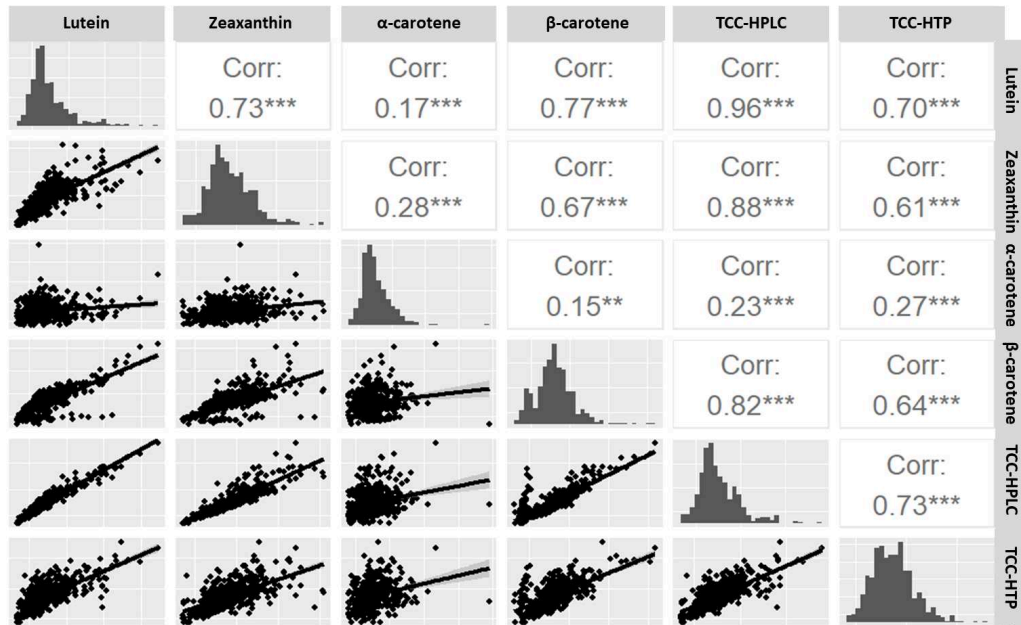 Lutein Zeaxanthin α-carotene β-carotene TCC-HPLC TCC-HTP
Corr: Corr: Corr: Corr: Corr: Lutein
0.73*** 0.17*** 0.77*** 0.96*** 0.70***
Corr: Corr: Corr: Corr: Zeaxanthin
0.28*** 0.67*** 0.88*** 0.61***
Corr: Corr: Corr: α-carotene
0.15** 0.23*** 0.27***
Corr: Corr: β-carotene
0.82*** 0.64***
Corr: TCC-HPLC
0.73***
TCC-HTP